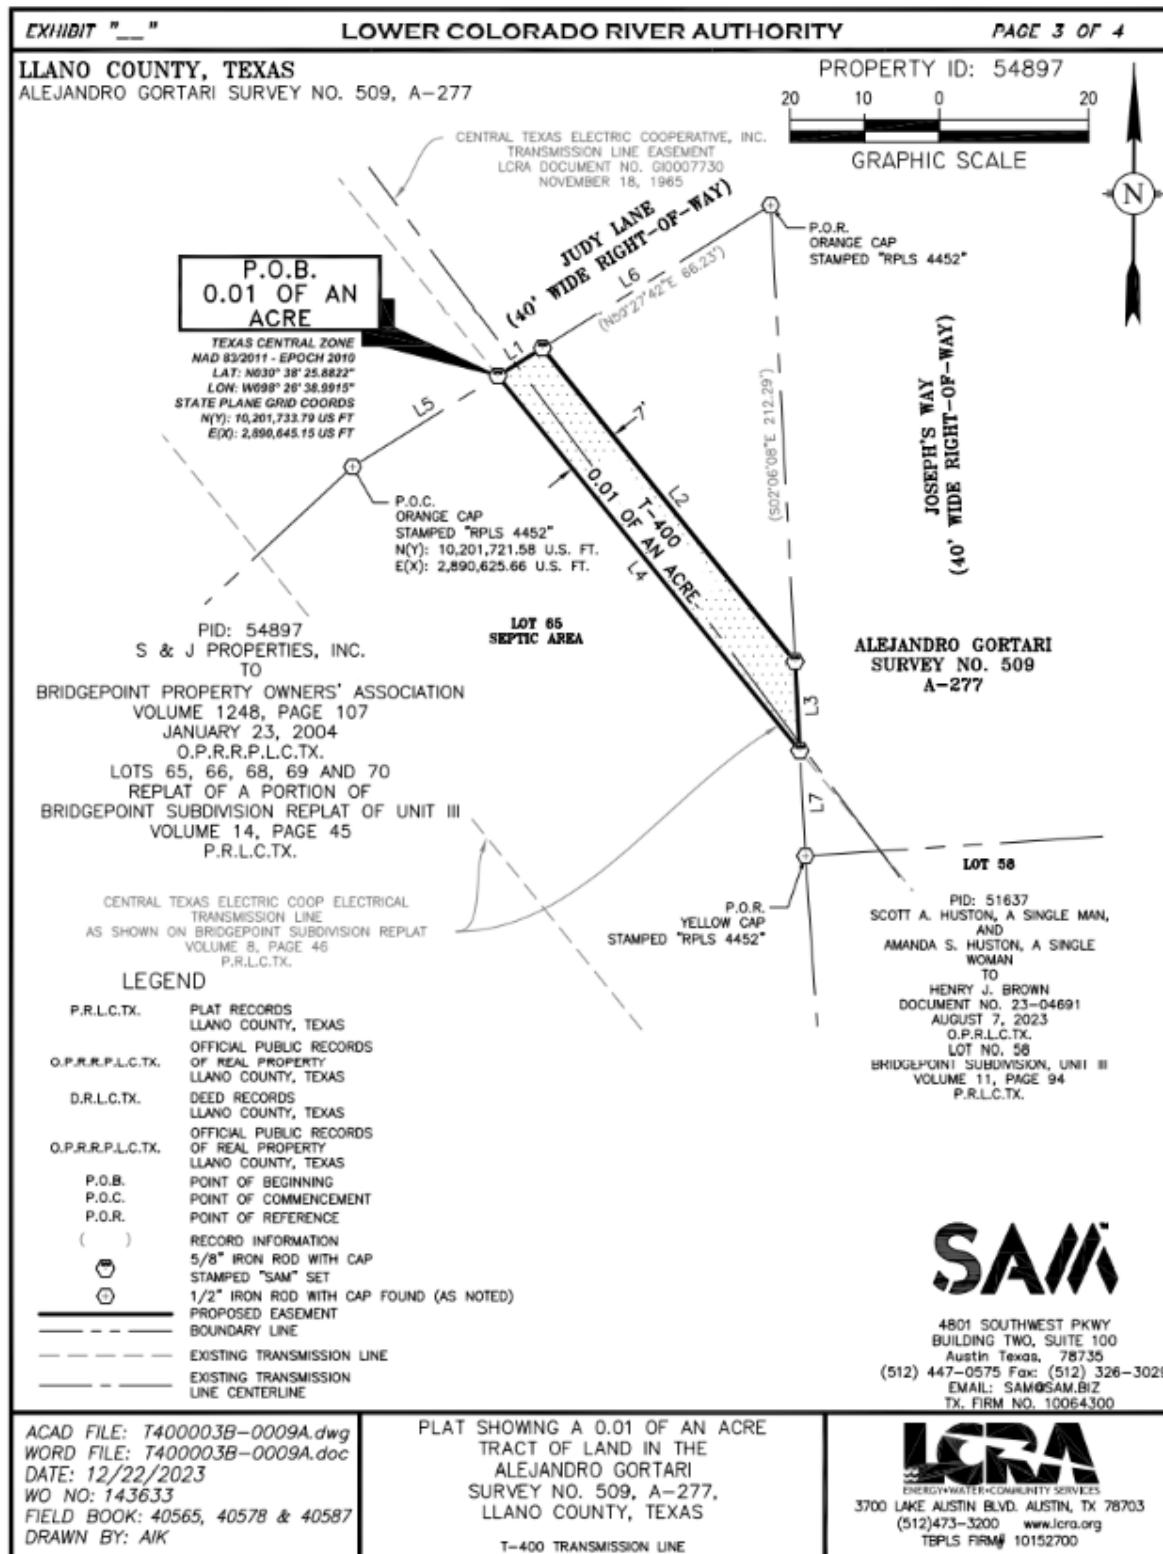 EXHIBIT "__"
LOWER COLORADO RIVER AUTHORITY
PAGE 3 OF 4
LLANO COUNTY, TEXAS
ALEJANDRO GORTARI SURVEY NO. 509, A-277
PROPERTY ID: 54897
20 10 0 20
GRAPHIC SCALE
N
CENTRAL TEXAS ELECTRIC COOPERATIVE, INC.
TRANSMISSION LINE EASEMENT
LCRA DOCUMENT NO. GI0007730
NOVEMBER 18, 1965
JUDY LANE
(40' WIDE RIGHT-OF-WAY)
L6
(N59°27'42"E 66.23')
P.O.R.
ORANGE CAP
STAMPED "RPLS 4452"
P.O.B.
0.01 OF AN
ACRE
TEXAS CENTRAL ZONE
NAD 83/2011 - EPOCH 2010
LAT: N030° 38' 25.8822"
LON: W098° 26' 38.9915"
STATE PLANE GRID COORDS
N(Y): 10,201,733.79 US FT
E(X): 2,890,645.15 US FT
L1
L5
7'
L2
T-400
0.01 OF AN ACRE
L4
L3
L7
(S02°06'08"E 212.29')
JOSEPH'S WAY
(40' WIDE RIGHT-OF-WAY)
P.O.C.
ORANGE CAP
STAMPED "RPLS 4452"
N(Y): 10,201,721.58 U.S. FT.
E(X): 2,890,625.66 U.S. FT.
LOT 65
SEPTIC AREA
ALEJANDRO GORTARI
SURVEY NO. 509
A-277
PID: 54897
S & J PROPERTIES, INC.
TO
BRIDGEPOINT PROPERTY OWNERS' ASSOCIATION
VOLUME 1248, PAGE 107
JANUARY 23, 2004
O.P.R.R.P.L.C.TX.
LOTS 65, 66, 68, 69 AND 70
REPLAT OF A PORTION OF
BRIDGEPOINT SUBDIVISION REPLAT OF UNIT III
VOLUME 14, PAGE 45
P.R.L.C.TX.
CENTRAL TEXAS ELECTRIC COOP ELECTRICAL
TRANSMISSION LINE
AS SHOWN ON BRIDGEPOINT SUBDIVISION REPLAT
VOLUME 8, PAGE 46
P.R.L.C.TX.
P.O.R.
YELLOW CAP
STAMPED "RPLS 4452"
LOT 58
PID: 51637
SCOTT A. HUSTON, A SINGLE MAN,
AND
AMANDA S. HUSTON, A SINGLE
WOMAN
TO
HENRY J. BROWN
DOCUMENT NO. 23-04691
AUGUST 7, 2023
O.P.R.L.C.TX.
LOT NO. 58
BRIDGEPOINT SUBDIVISION, UNIT III
VOLUME 11, PAGE 94
P.R.L.C.TX.
LEGEND
P.R.L.C.TX. PLAT RECORDS
LLANO COUNTY, TEXAS
OFFICIAL PUBLIC RECORDS
O.P.R.R.P.L.C.TX. OF REAL PROPERTY
LLANO COUNTY, TEXAS
D.R.L.C.TX. DEED RECORDS
LLANO COUNTY, TEXAS
OFFICIAL PUBLIC RECORDS
O.P.R.R.P.L.C.TX. OF REAL PROPERTY
LLANO COUNTY, TEXAS
P.O.B. POINT OF BEGINNING
P.O.C. POINT OF COMMENCEMENT
P.O.R. POINT OF REFERENCE
( ) RECORD INFORMATION
5/8" IRON ROD WITH CAP
STAMPED "SAM" SET
1/2" IRON ROD WITH CAP FOUND (AS NOTED)
PROPOSED EASEMENT
BOUNDARY LINE
EXISTING TRANSMISSION LINE
EXISTING TRANSMISSION
LINE CENTERLINE
SAM
4801 SOUTHWEST PKWY
BUILDING TWO, SUITE 100
Austin Texas, 78735
(512) 447-0575 Fax: (512) 326-3029
EMAIL: SAM@SAM.BIZ
TX. FIRM NO. 10064300
ACAD FILE: T400003B-0009A.dwg
WORD FILE: T400003B-0009A.doc
DATE: 12/22/2023
WO NO: 143633
FIELD BOOK: 40565, 40578 & 40587
DRAWN BY: AIK
PLAT SHOWING A 0.01 OF AN ACRE
TRACT OF LAND IN THE
ALEJANDRO GORTARI
SURVEY NO. 509, A-277,
LLANO COUNTY, TEXAS
T-400 TRANSMISSION LINE
LCRA
ENERGY•WATER•COMMUNITY SERVICES
3700 LAKE AUSTIN BLVD. AUSTIN, TX 78703
(512)473-3200 www.lcra.org
TBPLS FIRM# 10152700